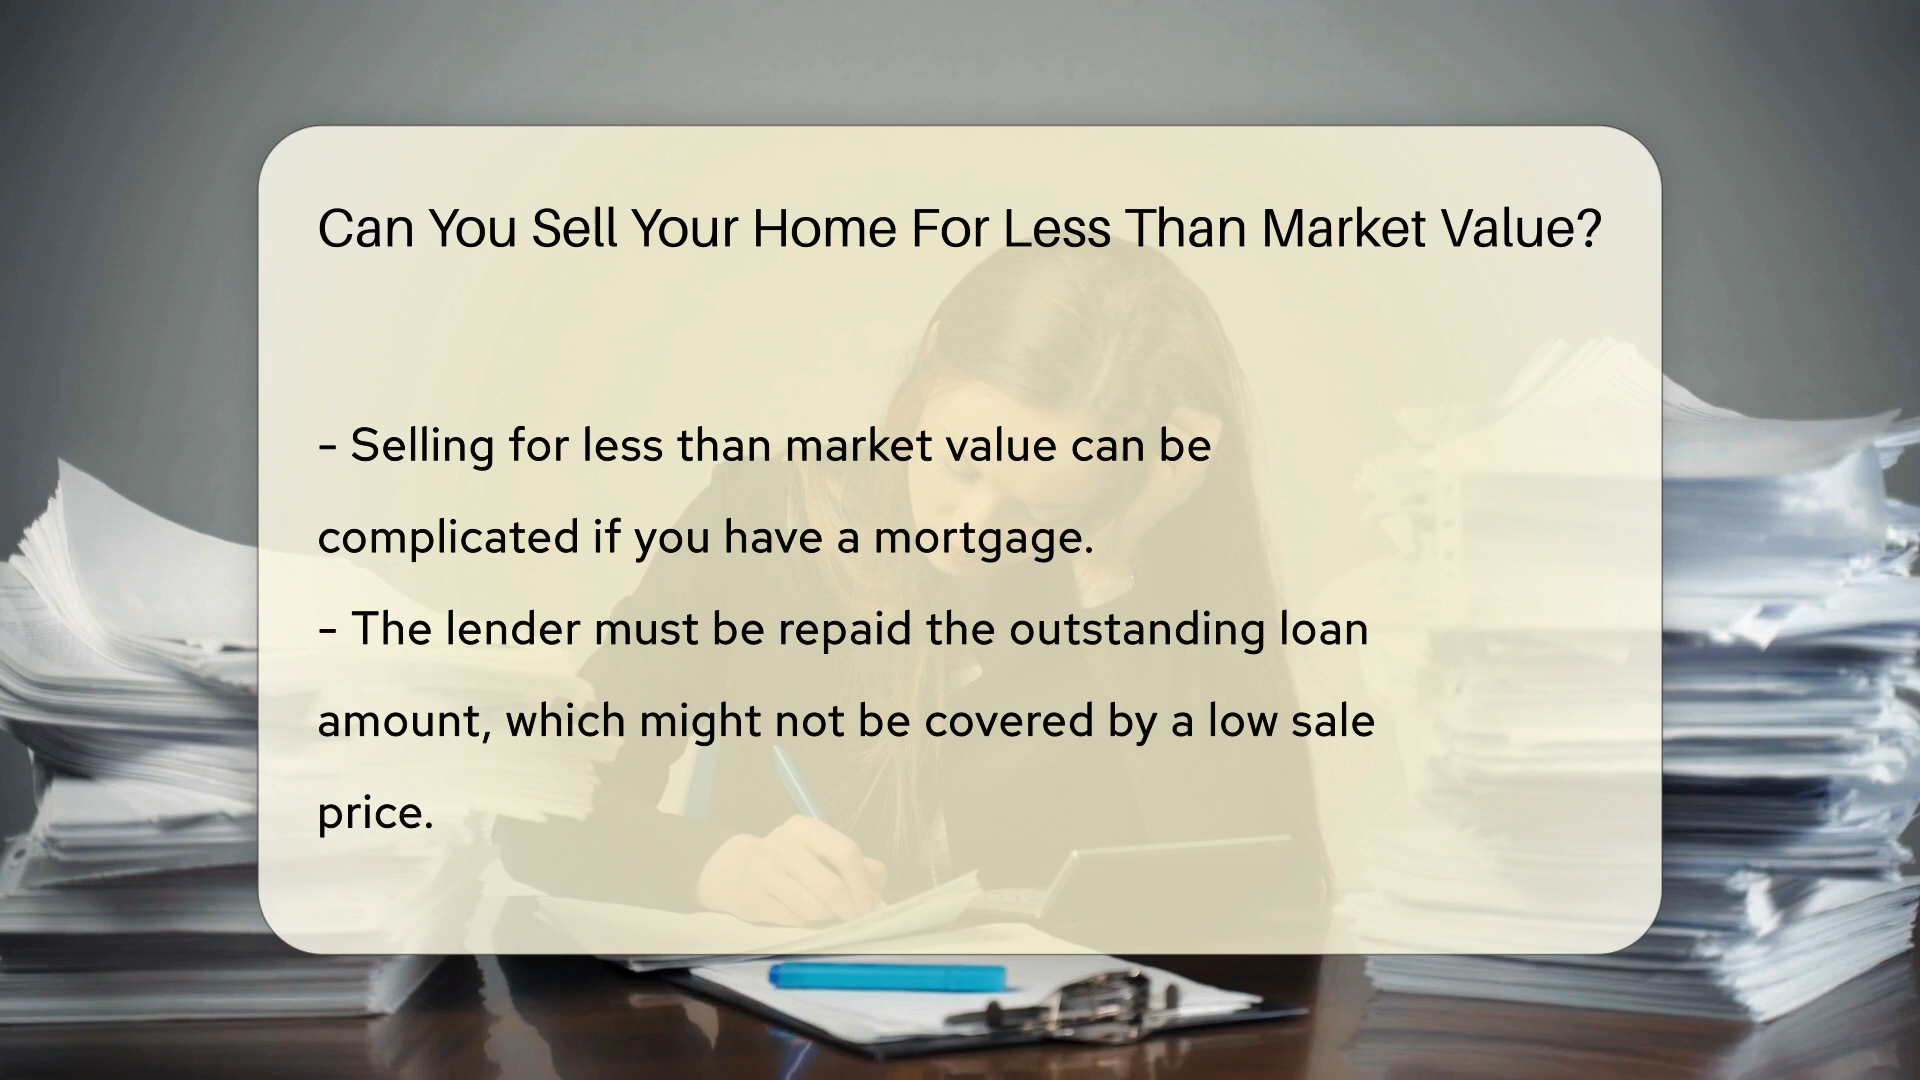 Can You Sell Your Home For Less Than Market Value?
- Selling for less than market value can be
complicated if you have a mortgage.
- The lender must be repaid the outstanding loan
amount, which might not be covered by a low sale
price.